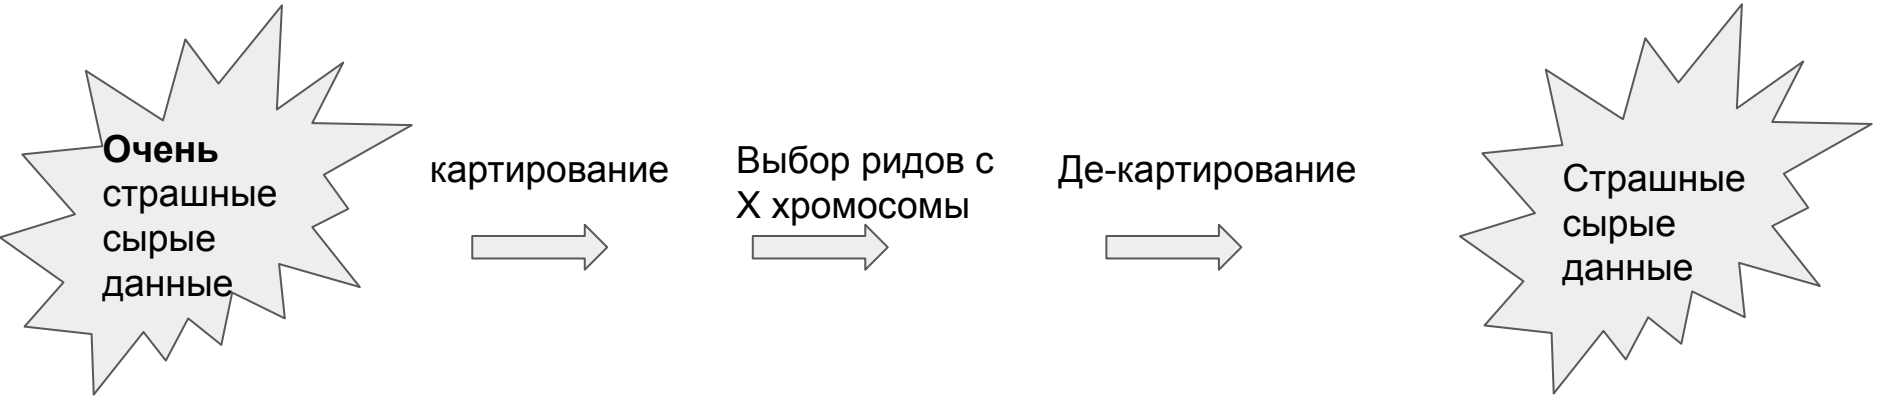 Очень
страшные
сырые
данные
картирование
Выбор ридов с
Х хромосомы
Де-картирование
Страшные
сырые
данные